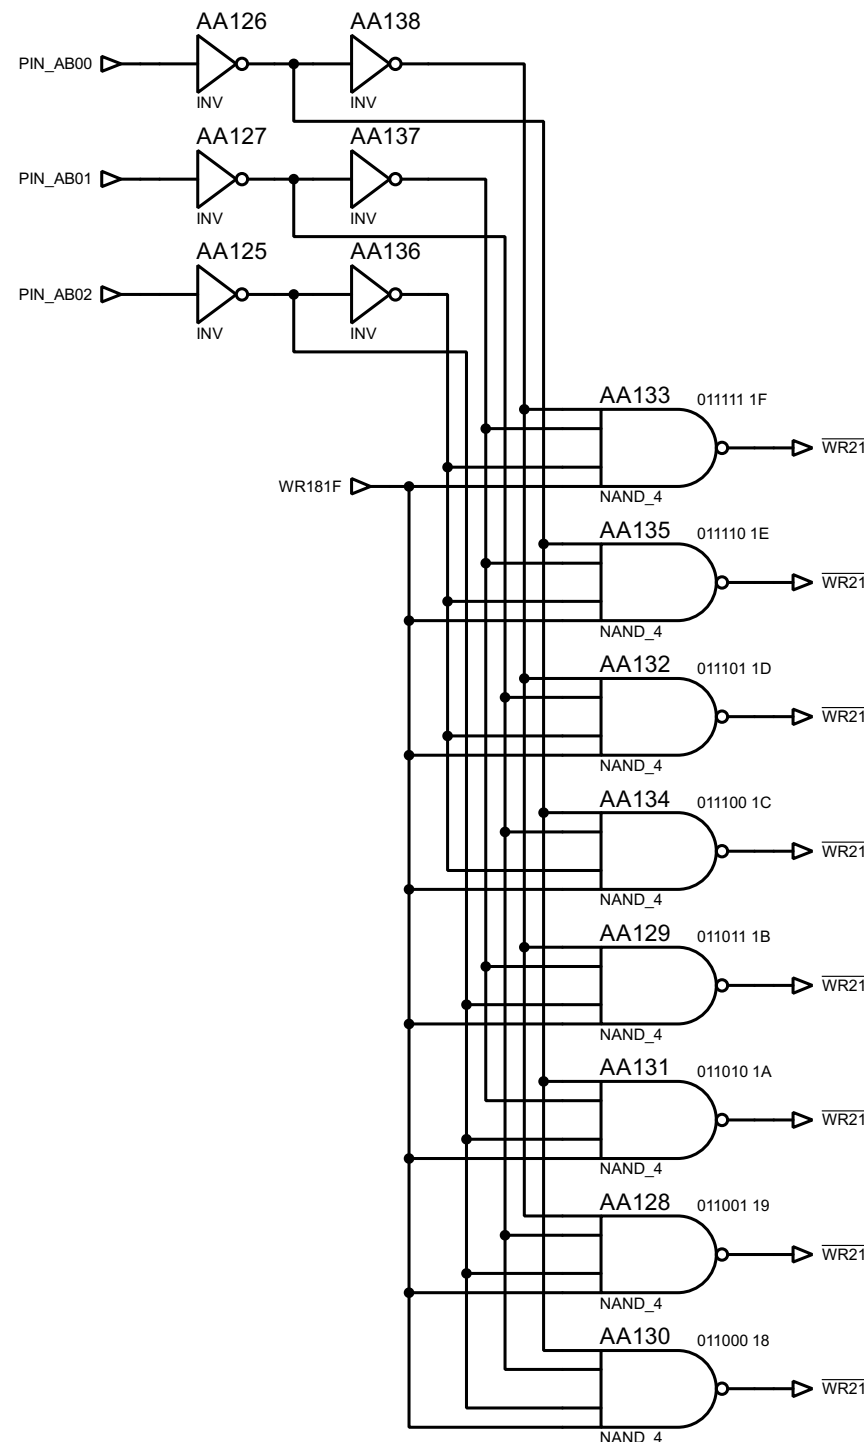 AA126 AA138
PIN_AB00
INV INV
AA127 AA137
PIN_AB01
INV INV
AA125 AA136
PIN_AB02
INV INV
AA133 011111 1F
WR21
WR181F
NAND_4
AA135 011110 1E
WR21
NAND_4
AA132 011101 1D
WR21
NAND_4
AA134 011100 1C
WR21
NAND_4
AA129 011011 1B
WR21
NAND_4
AA131 011010 1A
WR21
NAND_4
AA128 011001 19
WR21
NAND_4
AA130 011000 18
WR21
NAND_4